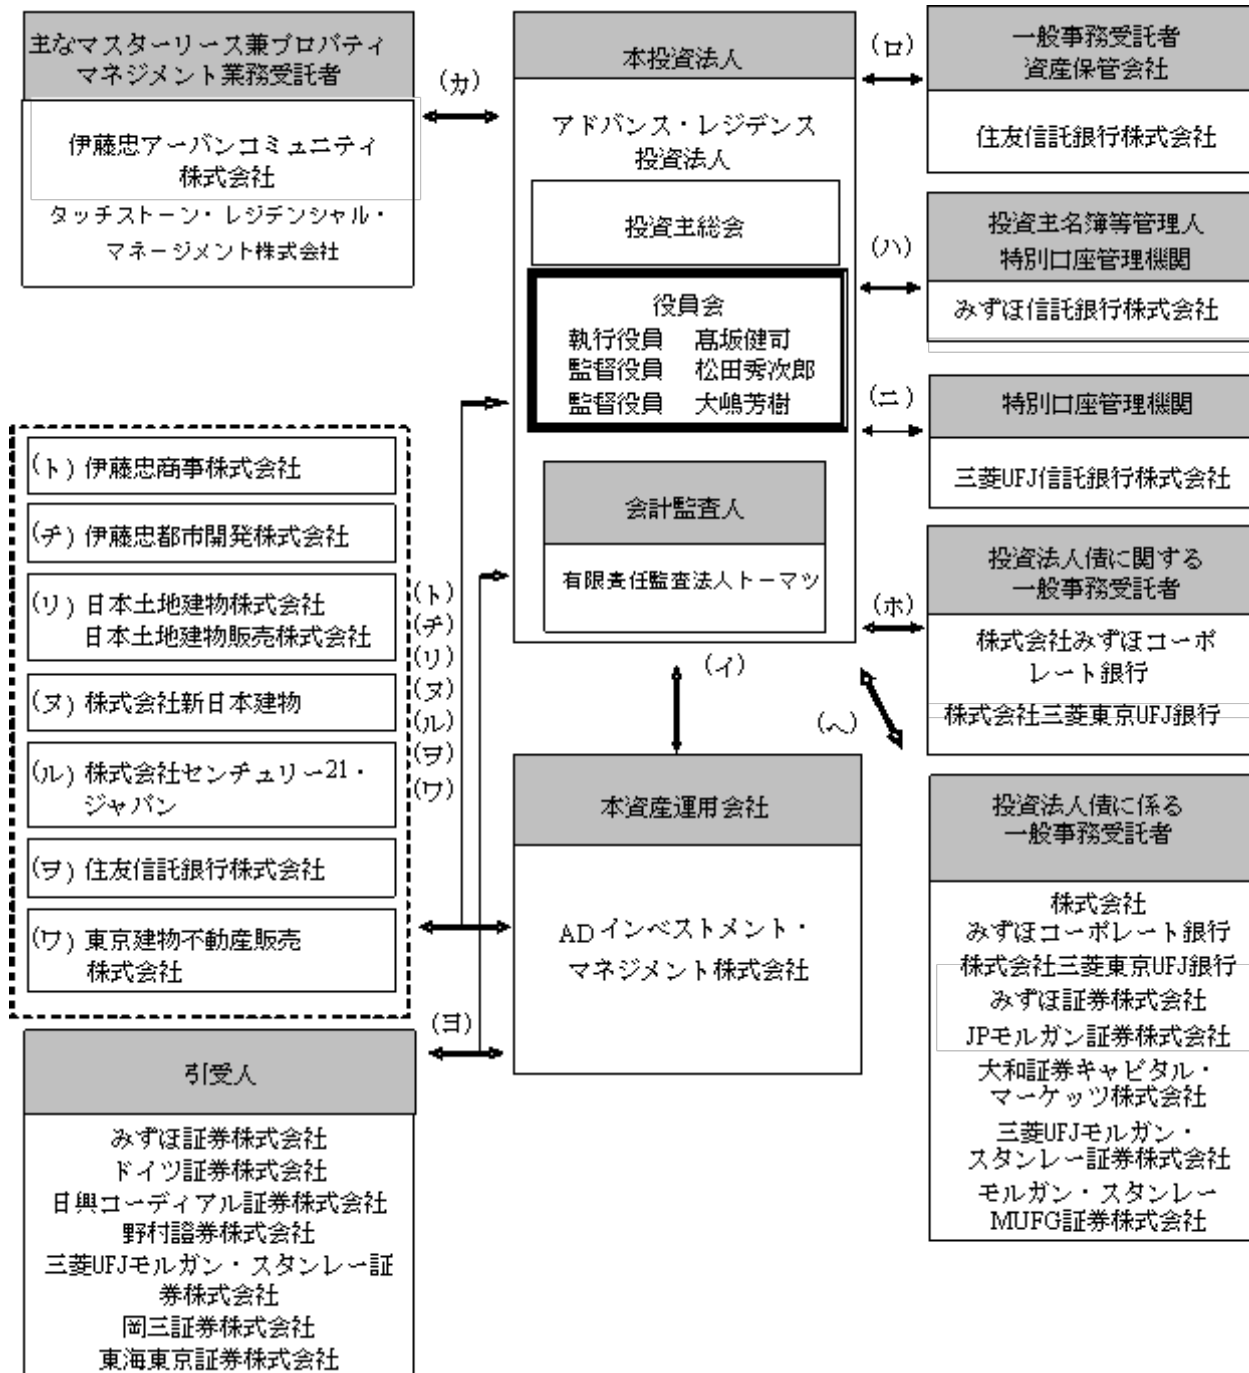 主なマスターリース兼プロパティ
マネジメント業務受託者
伊藤忠アーバンコミュニティ
株式会社
タッチストーン・レジデンシャル・
マネージメント株式会社
(カ)
本投資法人
アドバンス・レジデンス
投資法人
投資主総会
役員会
執行役員 髙坂健司
監督役員 松田秀次郎
監督役員 大嶋芳樹
会計監査人
有限責任監査法人トーマツ
(ロ)
一般事務受託者
資産保管会社
住友信託銀行株式会社
(ハ)
投資主名簿等管理人
特別口座管理機関
みずほ信託銀行株式会社
(ニ)
特別口座管理機関
三菱UFJ信託銀行株式会社
(ホ)
投資法人債に関する
一般事務受託者
株式会社みずほコーポ
レート銀行
株式会社三菱東京UFJ銀行
(ヘ)
投資法人債に係る
一般事務受託者
株式会社
みずほコーポレート銀行
株式会社三菱東京UFJ銀行
みずほ証券株式会社
JPモルガン証券株式会社
大和証券キャピタル・
マーケッツ株式会社
三菱UFJモルガン・
スタンレー証券株式会社
モルガン・スタンレー
MUFG証券株式会社
(イ)
本資産運用会社
ADインベストメント・
マネジメント株式会社
(ト) 伊藤忠商事株式会社
(チ) 伊藤忠都市開発株式会社
(リ) 日本土地建物株式会社
日本土地建物販売株式会社
(ヌ) 株式会社新日本建物
(ル) 株式会社センチュリー21・
ジャパン
(ヲ) 住友信託銀行株式会社
(ワ) 東京建物不動産販売
株式会社
(ト)
(チ)
(リ)
(ヌ)
(ル)
(ヲ)
(ワ)
(ヨ)
引受人
みずほ証券株式会社
ドイツ証券株式会社
日興コーディアル証券株式会社
野村證券株式会社
三菱UFJモルガン・スタンレー証
券株式会社
岡三証券株式会社
東海東京証券株式会社